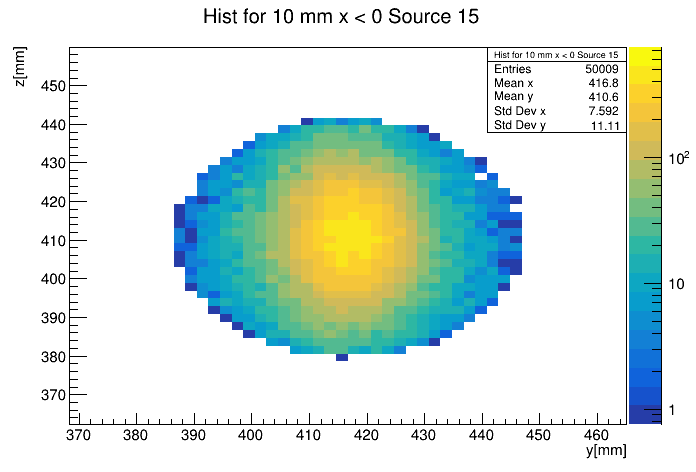 Hist for 10 mm x < 0 Source 15
z[mm]
Hist for 10 mm x < 0 Source 15
Entries 50009
Mean x 416.8
Mean y 410.6
Std Dev x 7.592
Std Dev y 11.11
450
440
430
420
410
400
390
380
370
10²
10
1
370 380 390 400 410 420 430 440 450 460
y[mm]